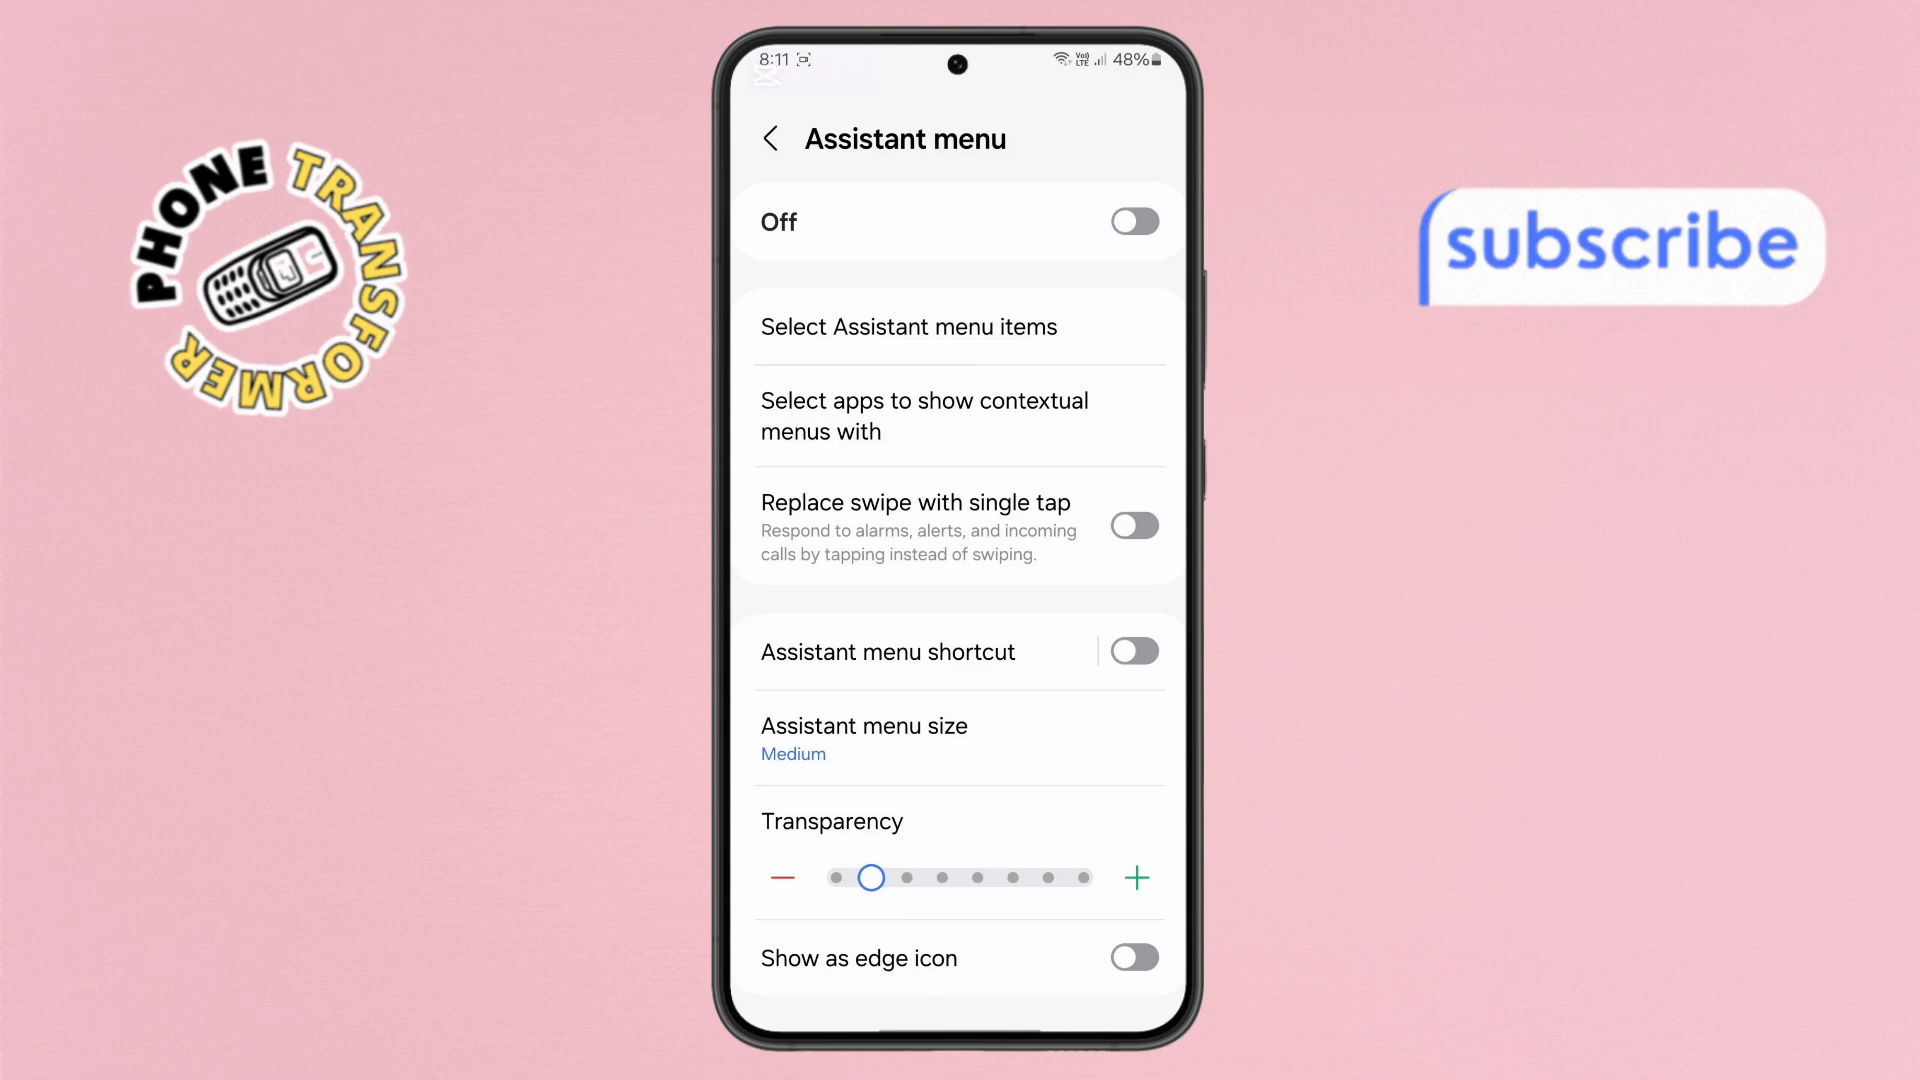 PHONE TRANSFORMER
subscribe
8:11
Vo))
LTE
48%
Assistant menu
Off
Select Assistant menu items
Select apps to show contextual
menus with
Replace swipe with single tap
Respond to alarms, alerts, and incoming
calls by tapping instead of swiping.
Assistant menu shortcut
Assistant menu size
Medium
Transparency
Show as edge icon